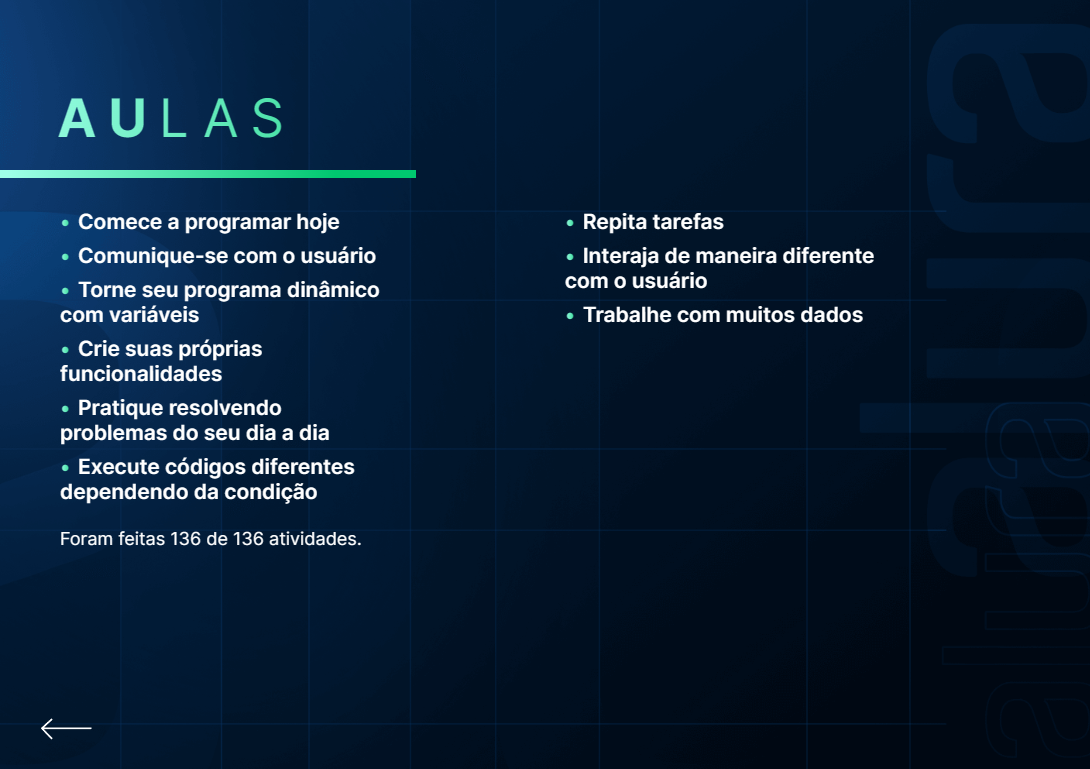 AULAS
• Comece a programar hoje
• Comunique-se com o usuário
• Torne seu programa dinâmico
com variáveis
• Crie suas próprias
funcionalidades
• Pratique resolvendo
problemas do seu dia a dia
• Execute códigos diferentes
dependendo da condição
• Repita tarefas
• Interaja de maneira diferente
com o usuário
• Trabalhe com muitos dados
Foram feitas 136 de 136 atividades.
alura
alura